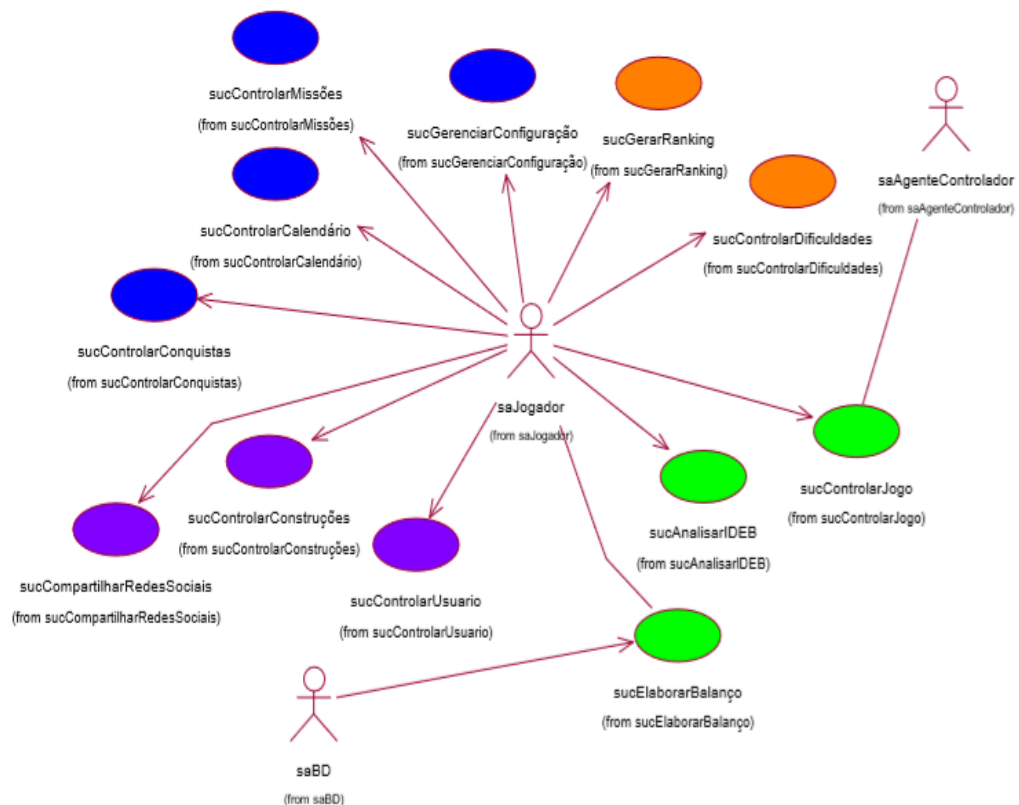 sucControlarMissões
(from sucControlarMissões)
sucGerenciarConfiguração
(from sucGerenciarConfiguração)
sucGerarRanking
(from sucGerarRanking)
saAgenteControlador
(from saAgenteControlador)
sucControlarCalendário
(from sucControlarCalendário)
sucControlarDificuldades
(from sucControlarDificuldades)
sucControlarConquistas
(from sucControlarConquistas)
saJogador
(from saJogador)
sucControlarJogo
(from sucControlarJogo)
sucControlarConstruções
(from sucControlarConstruções)
sucAnalisarIDEB
(from sucAnalisarIDEB)
sucCompartilharRedesSociais
(from sucCompartilharRedesSociais)
sucControlarUsuario
(from sucControlarUsuario)
sucElaborarBalanço
(from sucElaborarBalanço)
saBD
(from saBD)